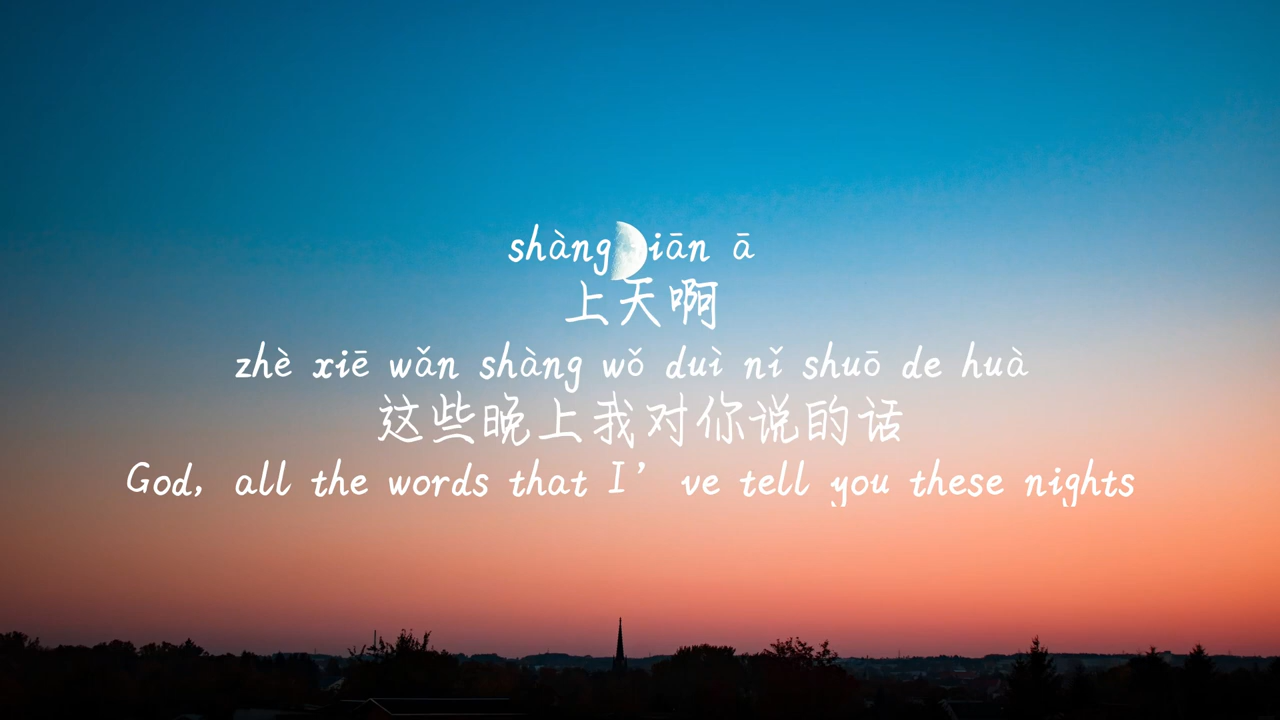 shàng tiān ā
上天啊
zhè xiē wǎn shàng wǒ duì nǐ shuō de huà
这些晚上我对你说的话
God, all the words that I’ve tell you these nights